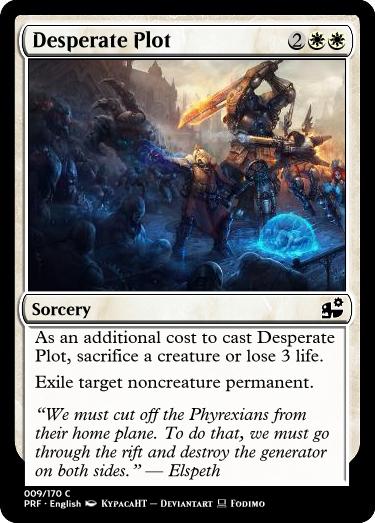 Desperate Plot 2
Sorcery
As an additional cost to cast Desperate
Plot, sacrifice a creature or lose 3 life.
Exile target noncreature permanent.
“We must cut off the Phyrexians from
their home plane. To do that, we must go
through the rift and destroy the generator
on both sides.” — Elspeth
009/170 C
PRF • English KypacaHT — Deviantart Fodimo